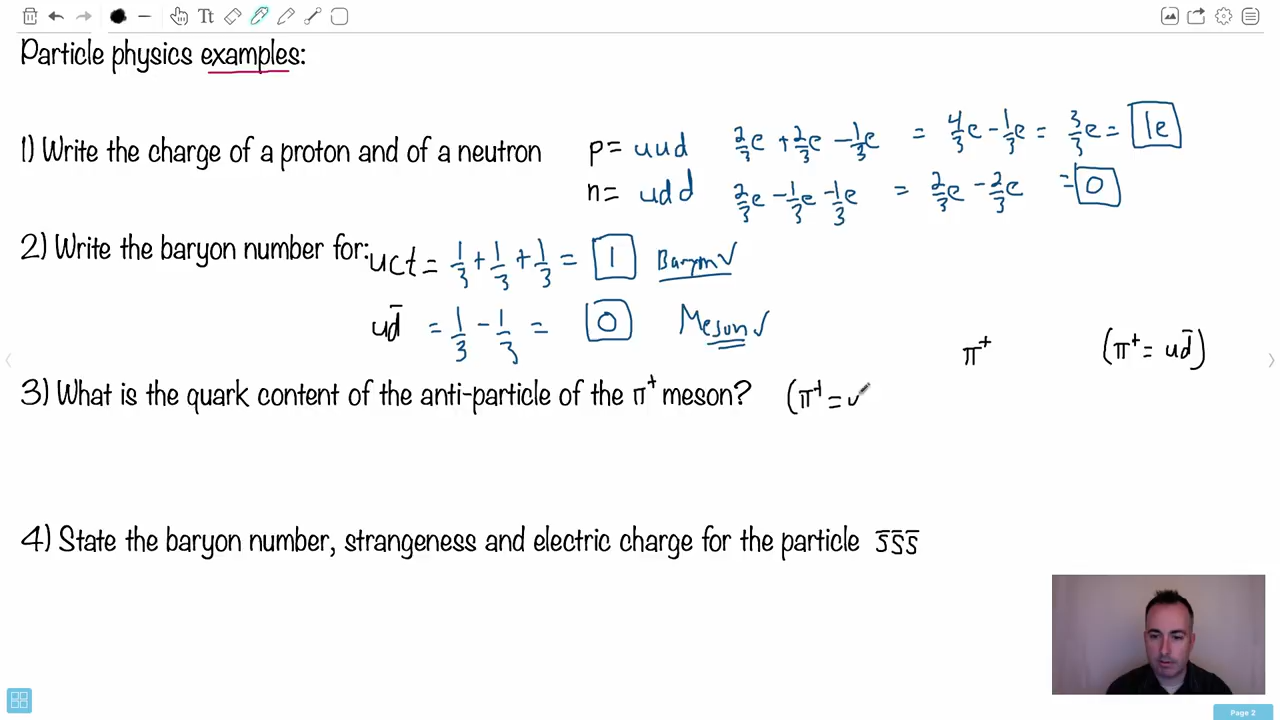 Particle physics examples:
1) Write the charge of a proton and of a neutron p = uud 2/3e + 2/3e - 1/3e = 4/3e - 1/3e = 3/3e = 1e
n = udd 2/3e - 1/3e - 1/3e = 2/3e - 2/3e = 0
2) Write the baryon number for: uct = 1/3 + 1/3 + 1/3 = 1 Baryon ✓
ud̄ = 1/3 - 1/3 = 0 Meson ✓
π⁺ (π⁺ = ud̄)
3) What is the quark content of the anti-particle of the π⁺ meson? (π⁺ =
4) State the baryon number, strangeness and electric charge for the particle s̄s̄s̄
Tt
Page 2